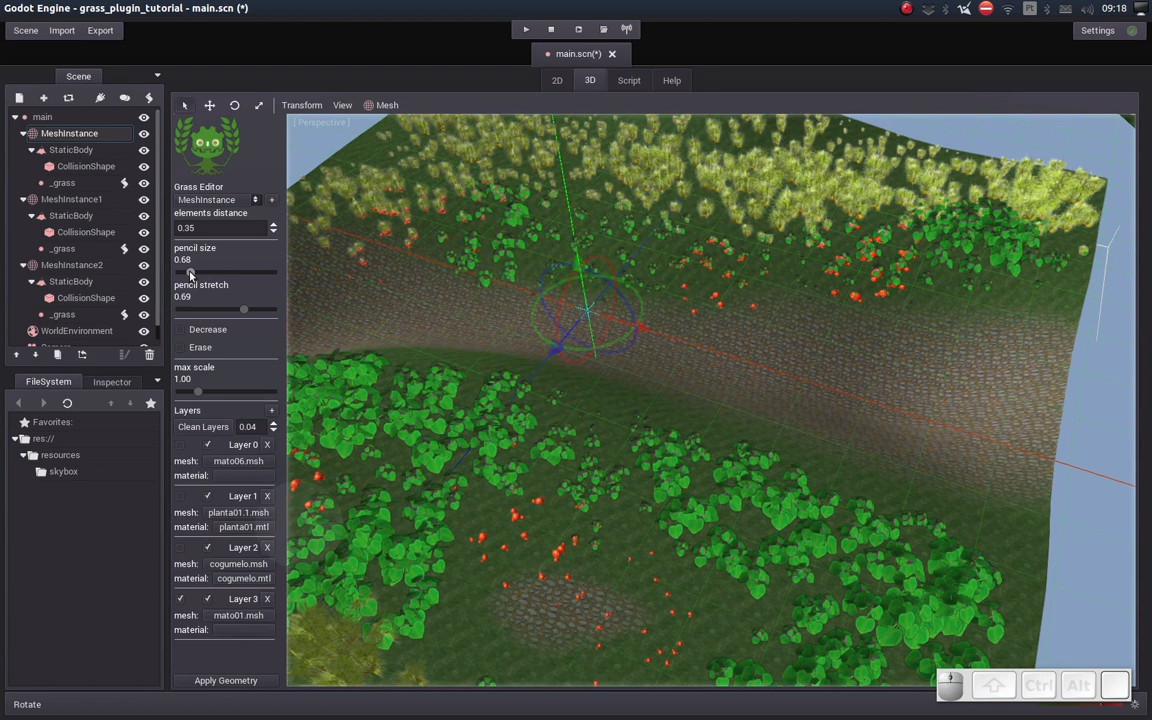 Godot Engine - grass_plugin_tutorial - main.scn (*)
Pt
09:18
Scene Import Export
Settings
main.scn(*)
Scene
2D 3D Script Help
Transform View Mesh
main
MeshInstance
StaticBody
CollisionShape
_grass
MeshInstance1
StaticBody
CollisionShape
_grass
MeshInstance2
StaticBody
CollisionShape
_grass
WorldEnvironment
FileSystem Inspector
Favorites:
res://
resources
skybox
Grass Editor
MeshInstance
+
elements distance
0.35
pencil size
0.68
pencil stretch
0.69
Decrease
Erase
max scale
1.00
Layers +
Clean Layers 0.04
Layer 0 X
mesh: mato06.msh
material:
Layer 1 X
mesh: planta01.1.msh
material: planta01.mtl
Layer 2 X
mesh: cogumelo.msh
material: cogumelo.mtl
Layer 3 X
mesh: mato01.msh
material:
Apply Geometry
[ Perspective ]
Ctrl Alt
Rotate